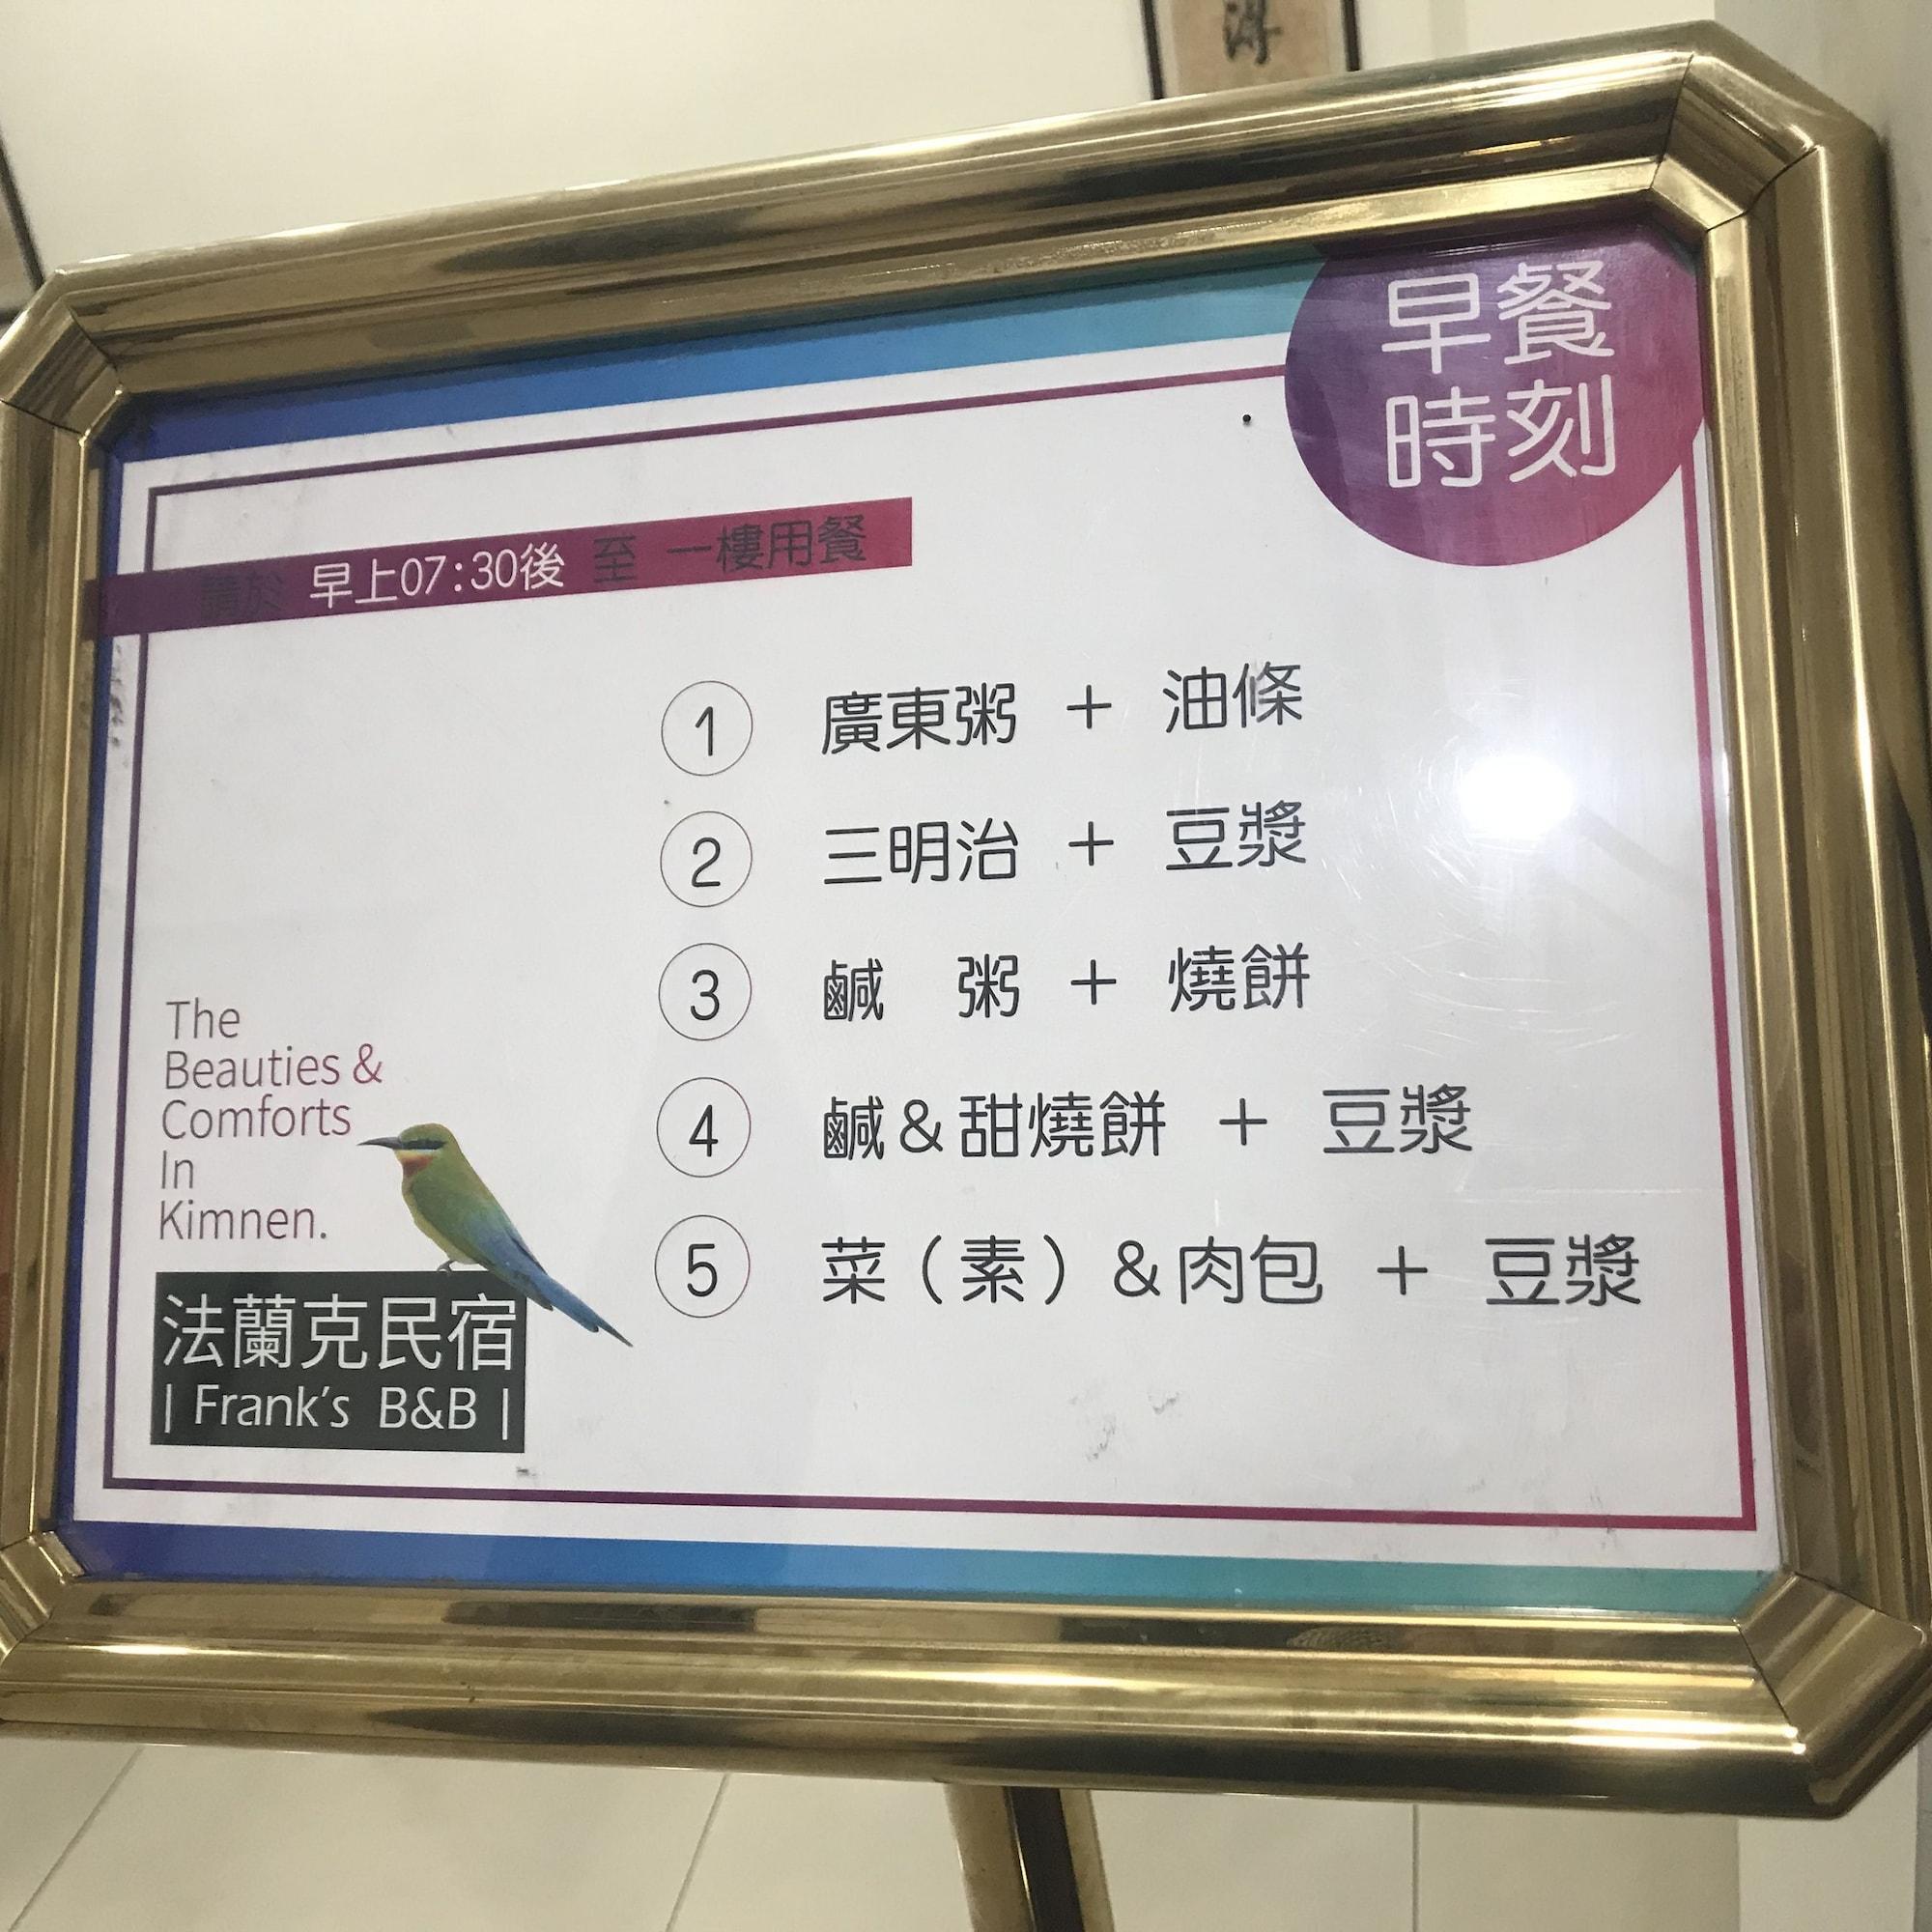 早餐
時刻
請於 早上07:30後 至 一樓用餐
1 廣東粥 + 油條
2 三明治 + 豆漿
3 鹹 粥 + 燒餅
4 鹹&甜燒餅 + 豆漿
5 菜(素)&肉包 + 豆漿
The
Beauties &
Comforts
In
Kimnen.
法蘭克民宿
| Frank's B&B |